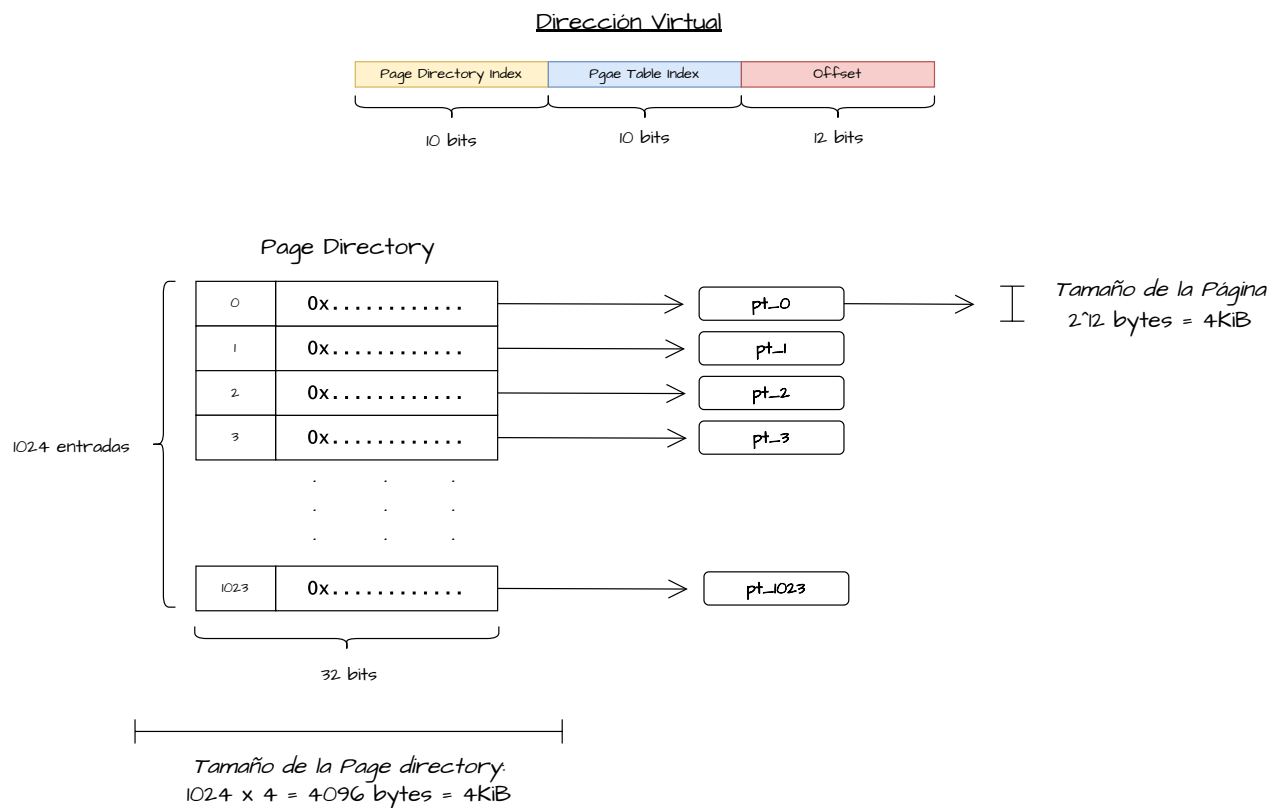 Dirección Virtual
Page Directory Index
Pgae Table Index
Offset
10 bits
10 bits
12 bits
Page Directory
0 0x............
pt_0
Tamaño de la Página
2^12 bytes = 4KiB
1 0x............
pt_1
2 0x............
pt_2
3 0x............
pt_3
1024 entradas
. . .
. . .
. . .
1023 0x............
pt_1023
32 bits
Tamaño de la Page directory:
1024 x 4 = 4096 bytes = 4KiB